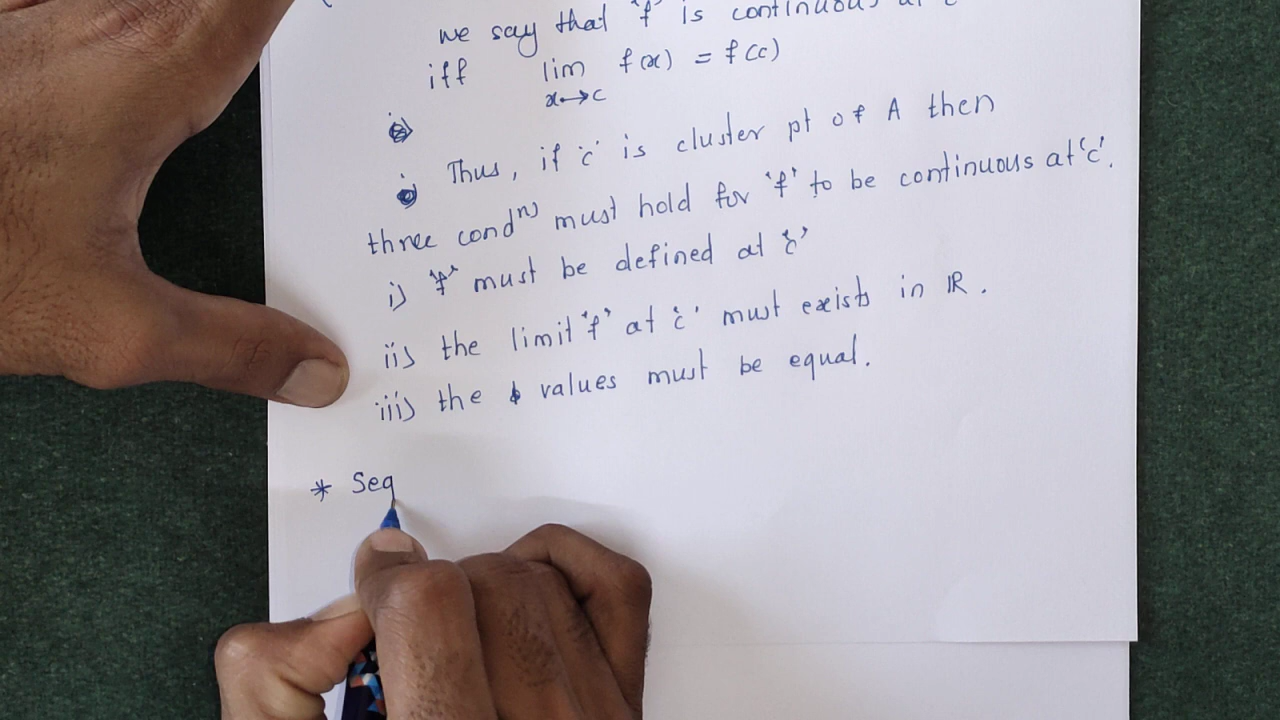 we say that 'f' is continuous at c
iff lim f(x) = f(c)
x→c
Thus, if 'c' is cluster pt of A then
three condⁿ) must hold for 'f' to be continuous at 'c'.
i) 'f' must be defined at 'c'
ii) the limit 'f' at 'c' must exists in ℝ.
iii) the values must be equal.
* Seq